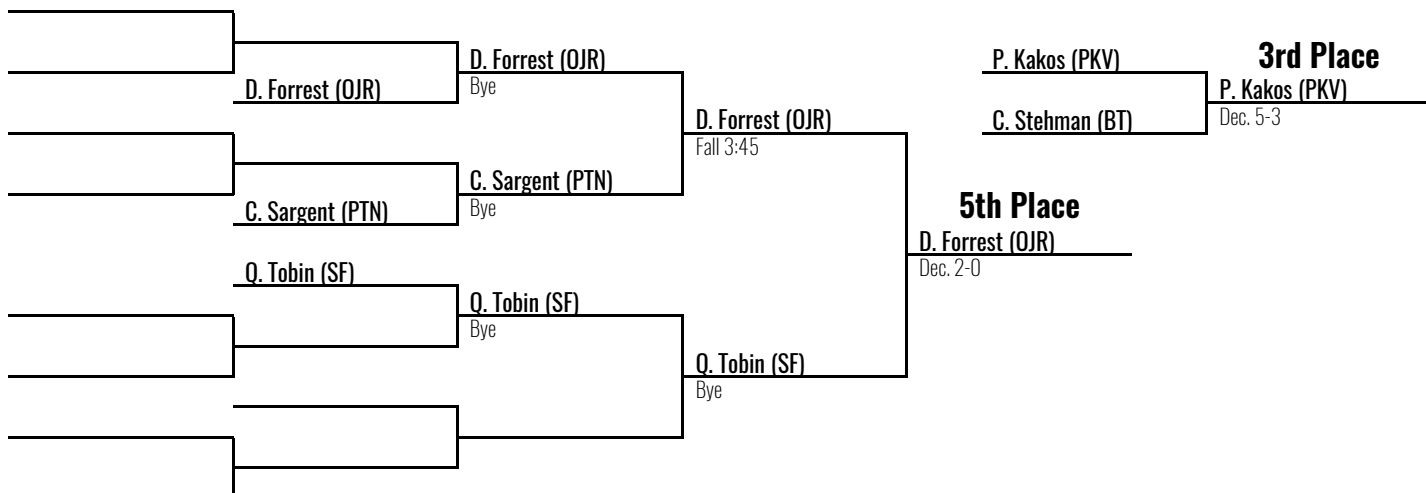 D. Forrest (OJR)
D. Forrest (OJR)
Bye
D. Forrest (OJR)
Fall 3:45
C. Sargent (PTN)
C. Sargent (PTN)
Bye
Q. Tobin (SF)
Q. Tobin (SF)
Bye
Q. Tobin (SF)
Bye
5th Place
D. Forrest (OJR)
Dec. 2-0
P. Kakos (PKV)
C. Stehman (BT)
3rd Place
P. Kakos (PKV)
Dec. 5-3